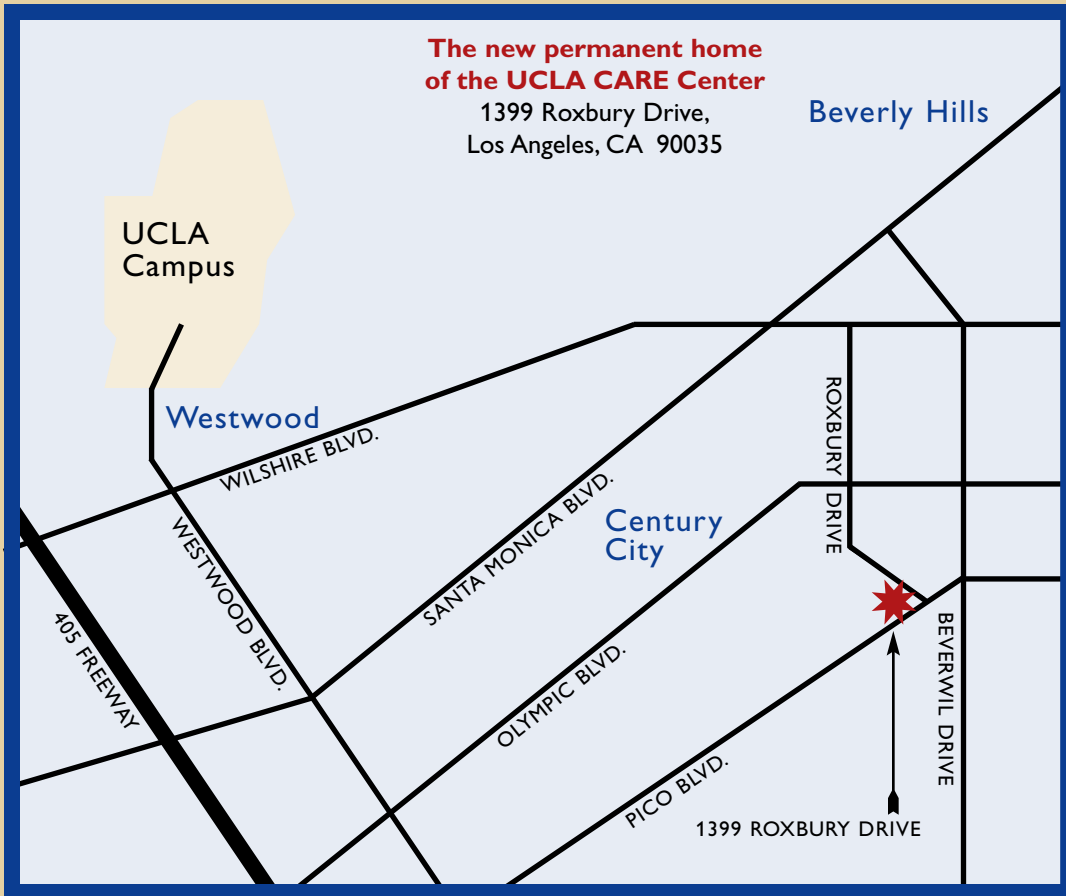 The new permanent home
of the UCLA CARE Center
1399 Roxbury Drive,
Los Angeles, CA 90035
Beverly Hills
UCLA
Campus
Westwood
WILSHIRE BLVD.
ROXBURY DRIVE
SANTA MONICA BLVD.
Century
City
WESTWOOD BLVD.
405 FREEWAY
OLYMPIC BLVD.
BEVERWIL DRIVE
PICO BLVD.
1399 ROXBURY DRIVE